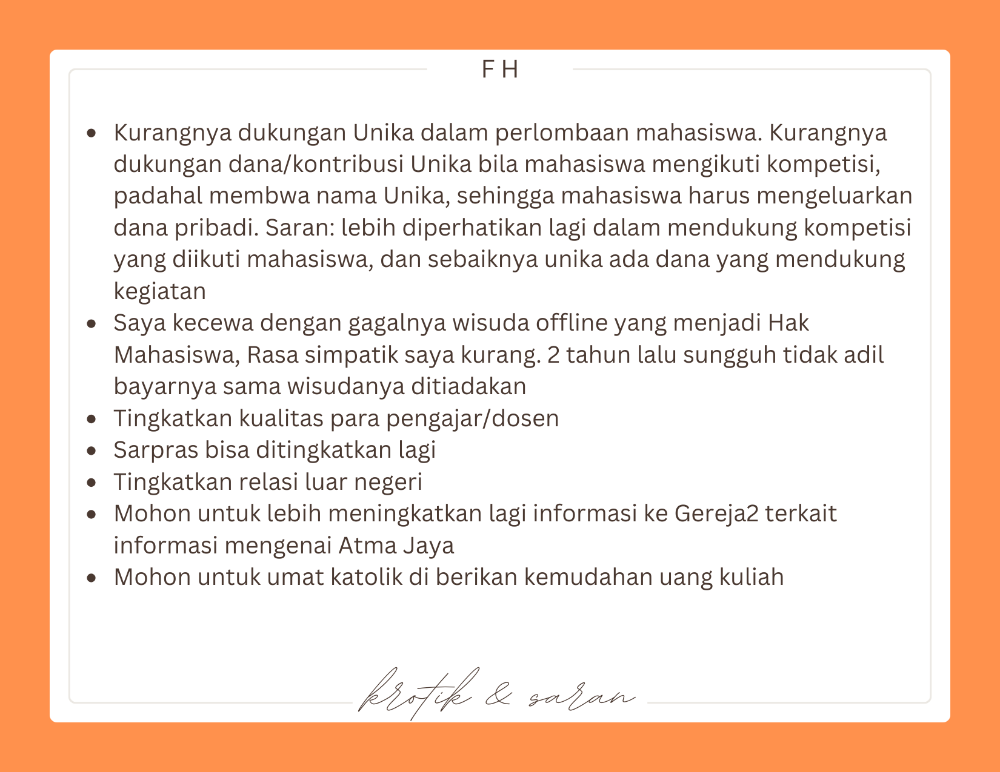 F H
• Kurangnya dukungan Unika dalam perlombaan mahasiswa. Kurangnya
dukungan dana/kontribusi Unika bila mahasiswa mengikuti kompetisi,
padahal membwa nama Unika, sehingga mahasiswa harus mengeluarkan
dana pribadi. Saran: lebih diperhatikan lagi dalam mendukung kompetisi
yang diikuti mahasiswa, dan sebaiknya unika ada dana yang mendukung
kegiatan
• Saya kecewa dengan gagalnya wisuda offline yang menjadi Hak
Mahasiswa, Rasa simpatik saya kurang. 2 tahun lalu sungguh tidak adil
bayarnya sama wisudanya ditiadakan
• Tingkatkan kualitas para pengajar/dosen
• Sarpras bisa ditingkatkan lagi
• Tingkatkan relasi luar negeri
• Mohon untuk lebih meningkatkan lagi informasi ke Gereja2 terkait
informasi mengenai Atma Jaya
• Mohon untuk umat katolik di berikan kemudahan uang kuliah
krotik & saran